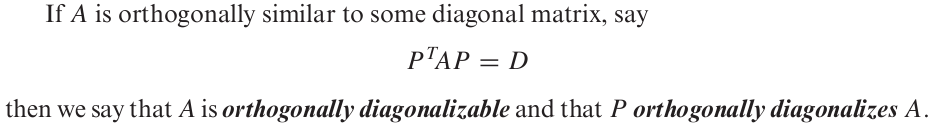 If A is orthogonally similar to some diagonal matrix, say
PᵀAP = D
then we say that A is orthogonally diagonalizable and that P orthogonally diagonalizes A.